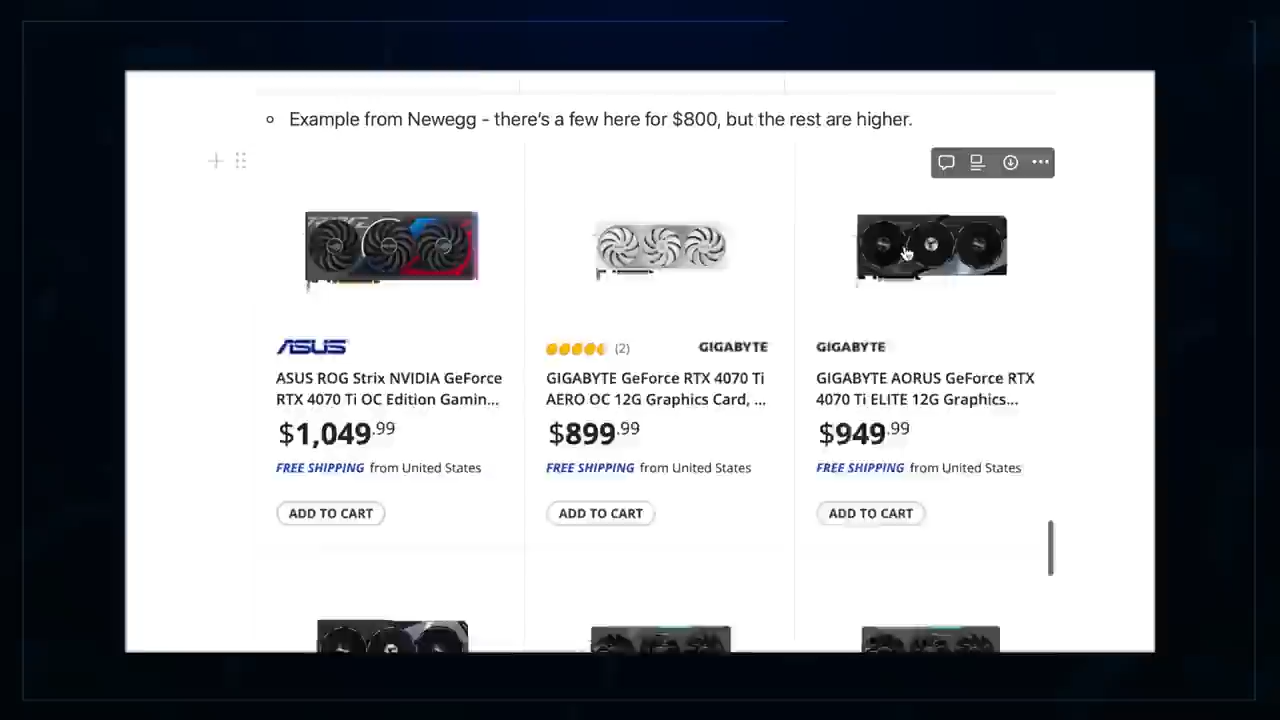 Example from Newegg - there's a few here for $800, but the rest are higher.
ASUS
(2)
GIGABYTE
GIGABYTE
ASUS ROG Strix NVIDIA GeForce
RTX 4070 Ti OC Edition Gamin...
GIGABYTE GeForce RTX 4070 Ti
AERO OC 12G Graphics Card, ...
GIGABYTE AORUS GeForce RTX
4070 Ti ELITE 12G Graphics...
$1,049.99
$899.99
$949.99
FREE SHIPPING from United States
FREE SHIPPING from United States
FREE SHIPPING from United States
ADD TO CART
ADD TO CART
ADD TO CART